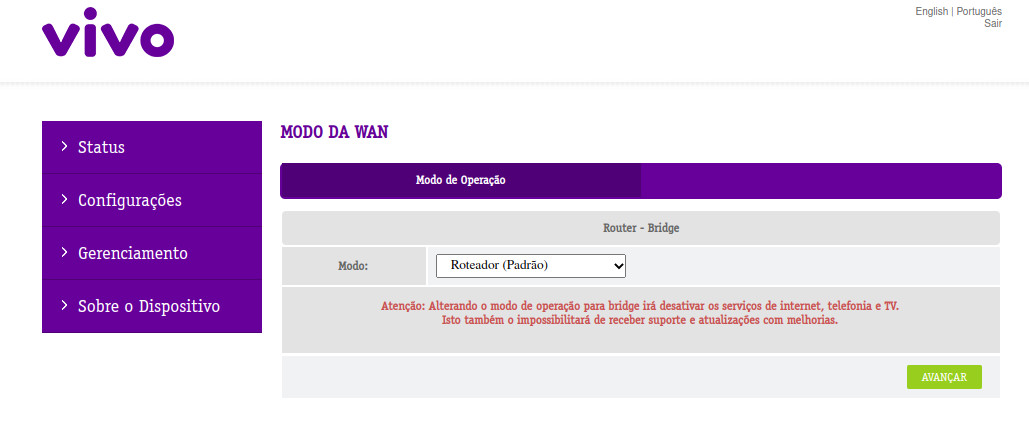 vivo
English | Português
Sair
Status
Configurações
Gerenciamento
Sobre o Dispositivo
MODO DA WAN
Modo de Operação
Router - Bridge
Modo:
Roteador (Padrão)
Atenção: Alterando o modo de operação para bridge irá desativar os serviços de internet, telefonia e TV.
Isto também o impossibilitará de receber suporte e atualizações com melhorias.
AVANÇAR